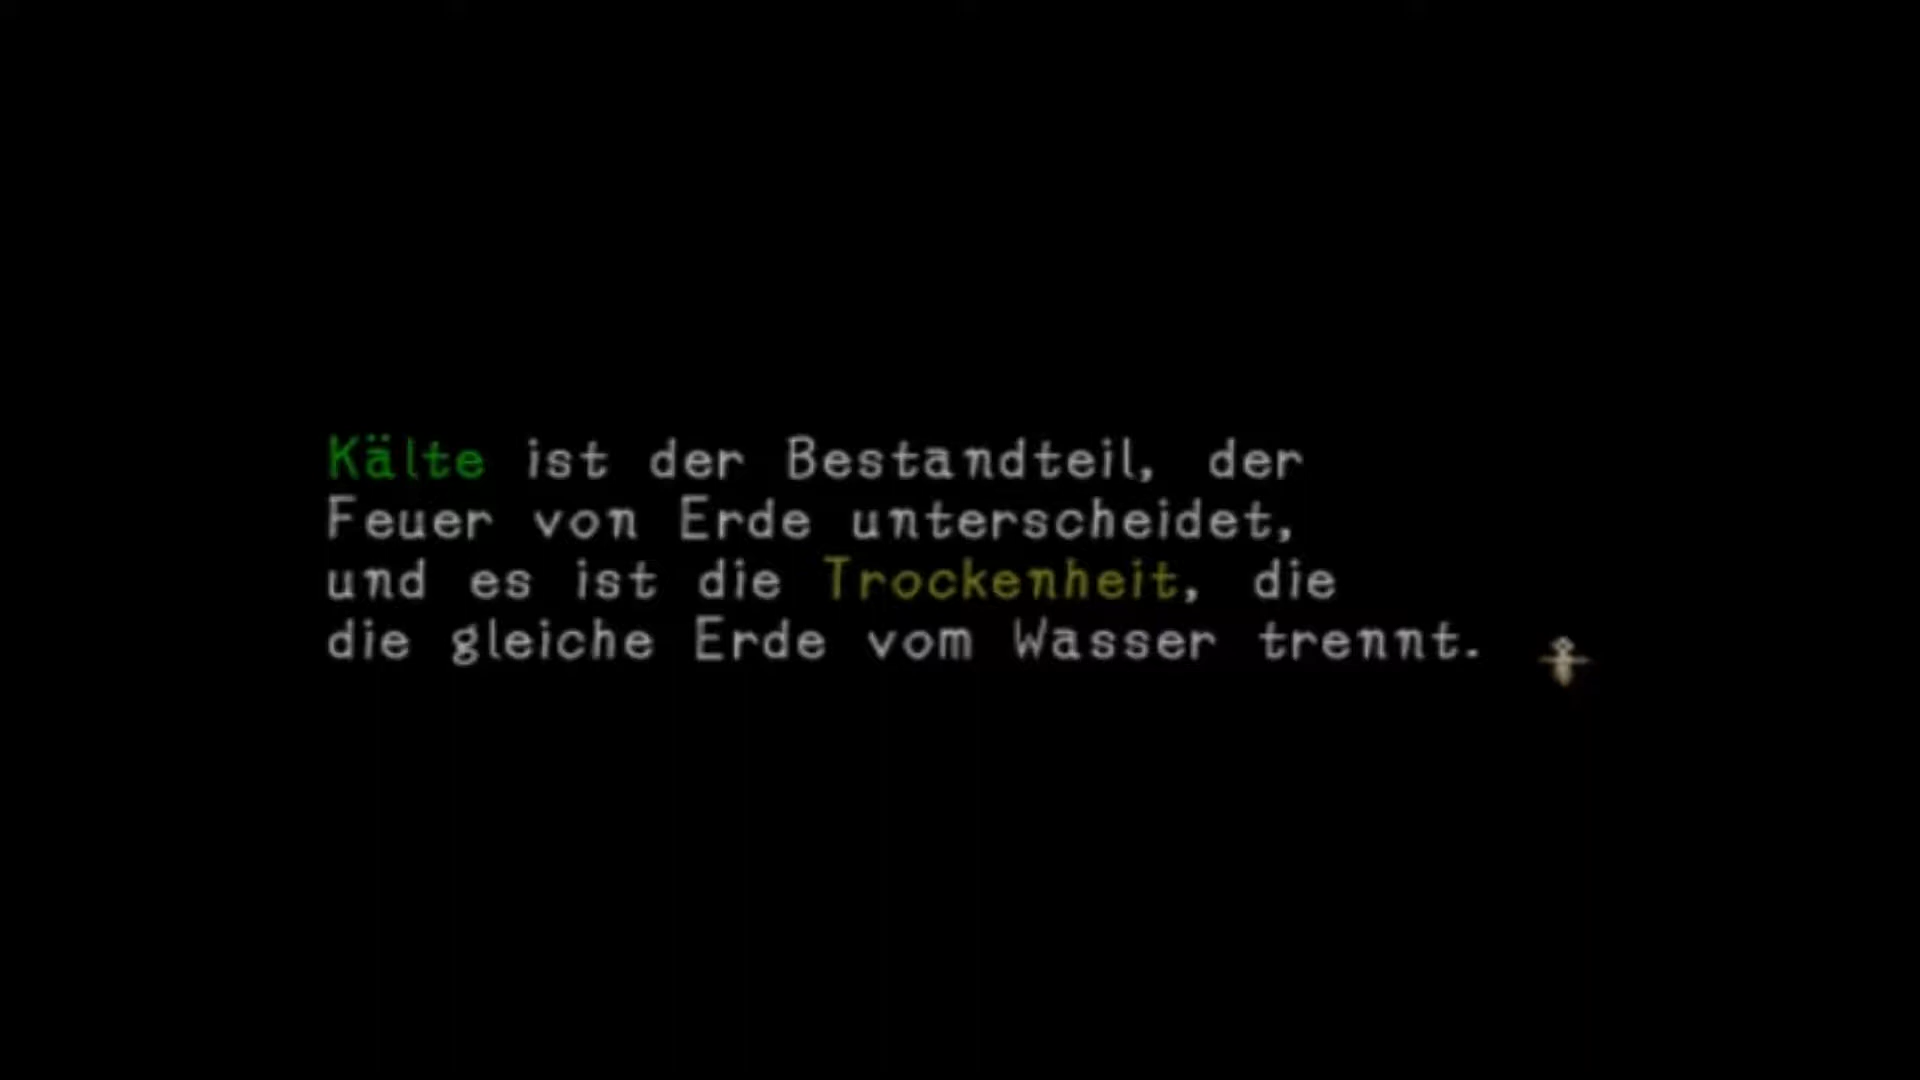 Kälte ist der Bestandteil, der
Feuer von Erde unterscheidet,
und es ist die Trockenheit, die
die gleiche Erde vom Wasser trennt.